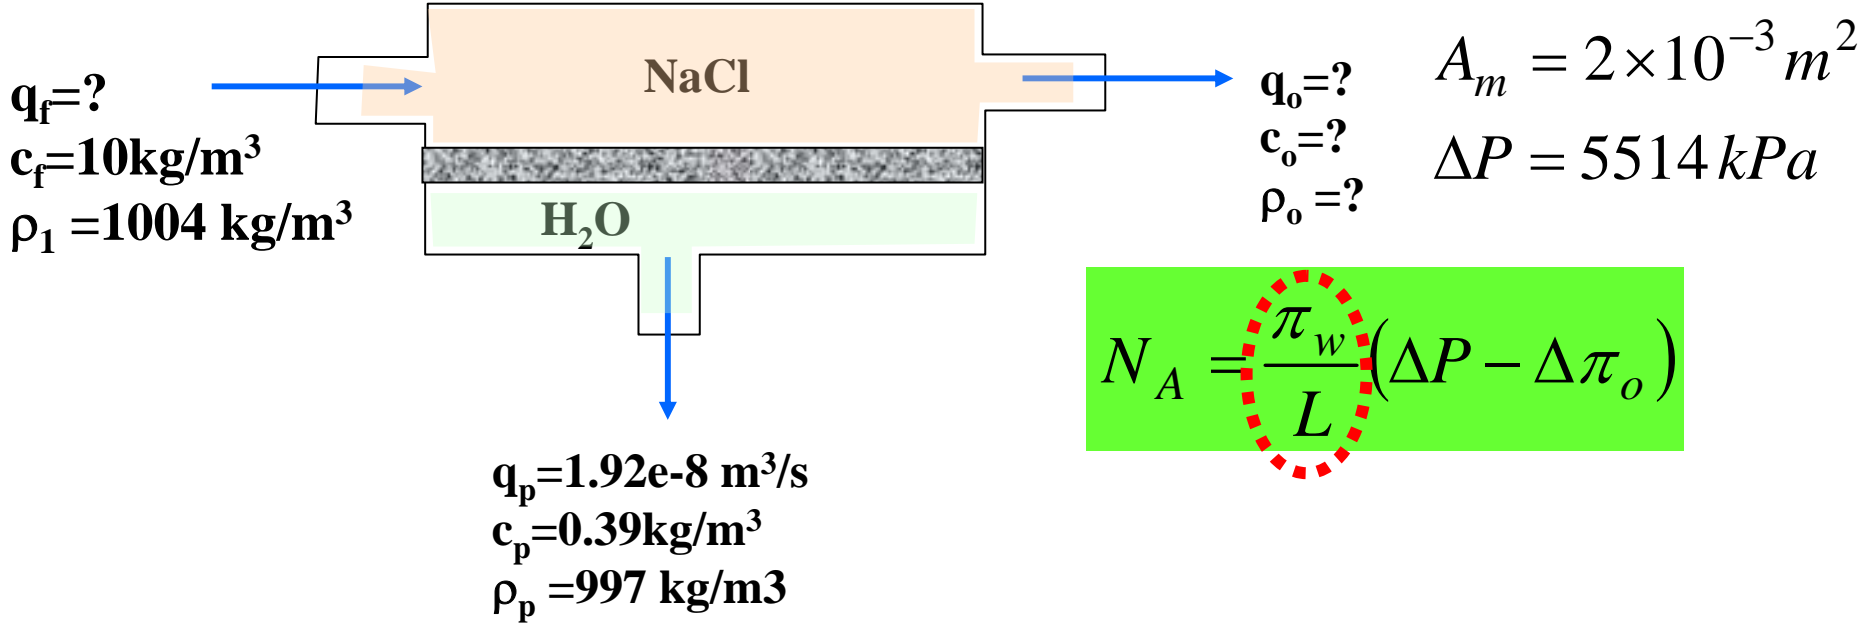 q_f=?
c_f=10kg/m³
ρ₁ =1004 kg/m³
NaCl
H₂O
q_p=1.92e-8 m³/s
c_p=0.39kg/m³
ρ_p =997 kg/m3
q_o=?
c_o=?
ρ_o =?
A_m = 2×10⁻³ m²
ΔP = 5514 kPa
N_A = π_w/L (ΔP − Δπ_o)